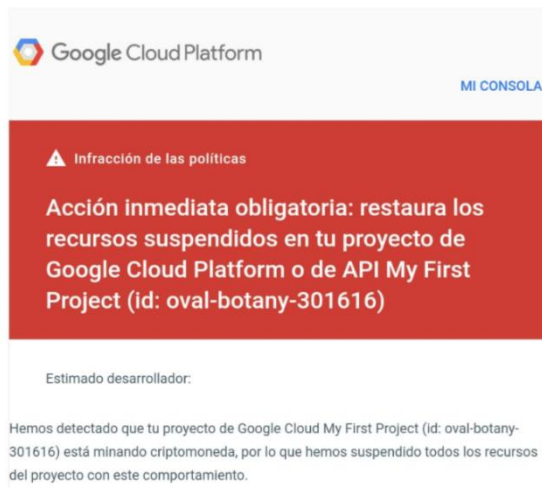 Google Cloud Platform
MI CONSOLA
Infracción de las políticas
Acción inmediata obligatoria: restaura los
recursos suspendidos en tu proyecto de
Google Cloud Platform o de API My First
Project (id: oval-botany-301616)
Estimado desarrollador:
Hemos detectado que tu proyecto de Google Cloud My First Project (id: oval-botany-
301616) está minando criptomoneda, por lo que hemos suspendido todos los recursos
del proyecto con este comportamiento.